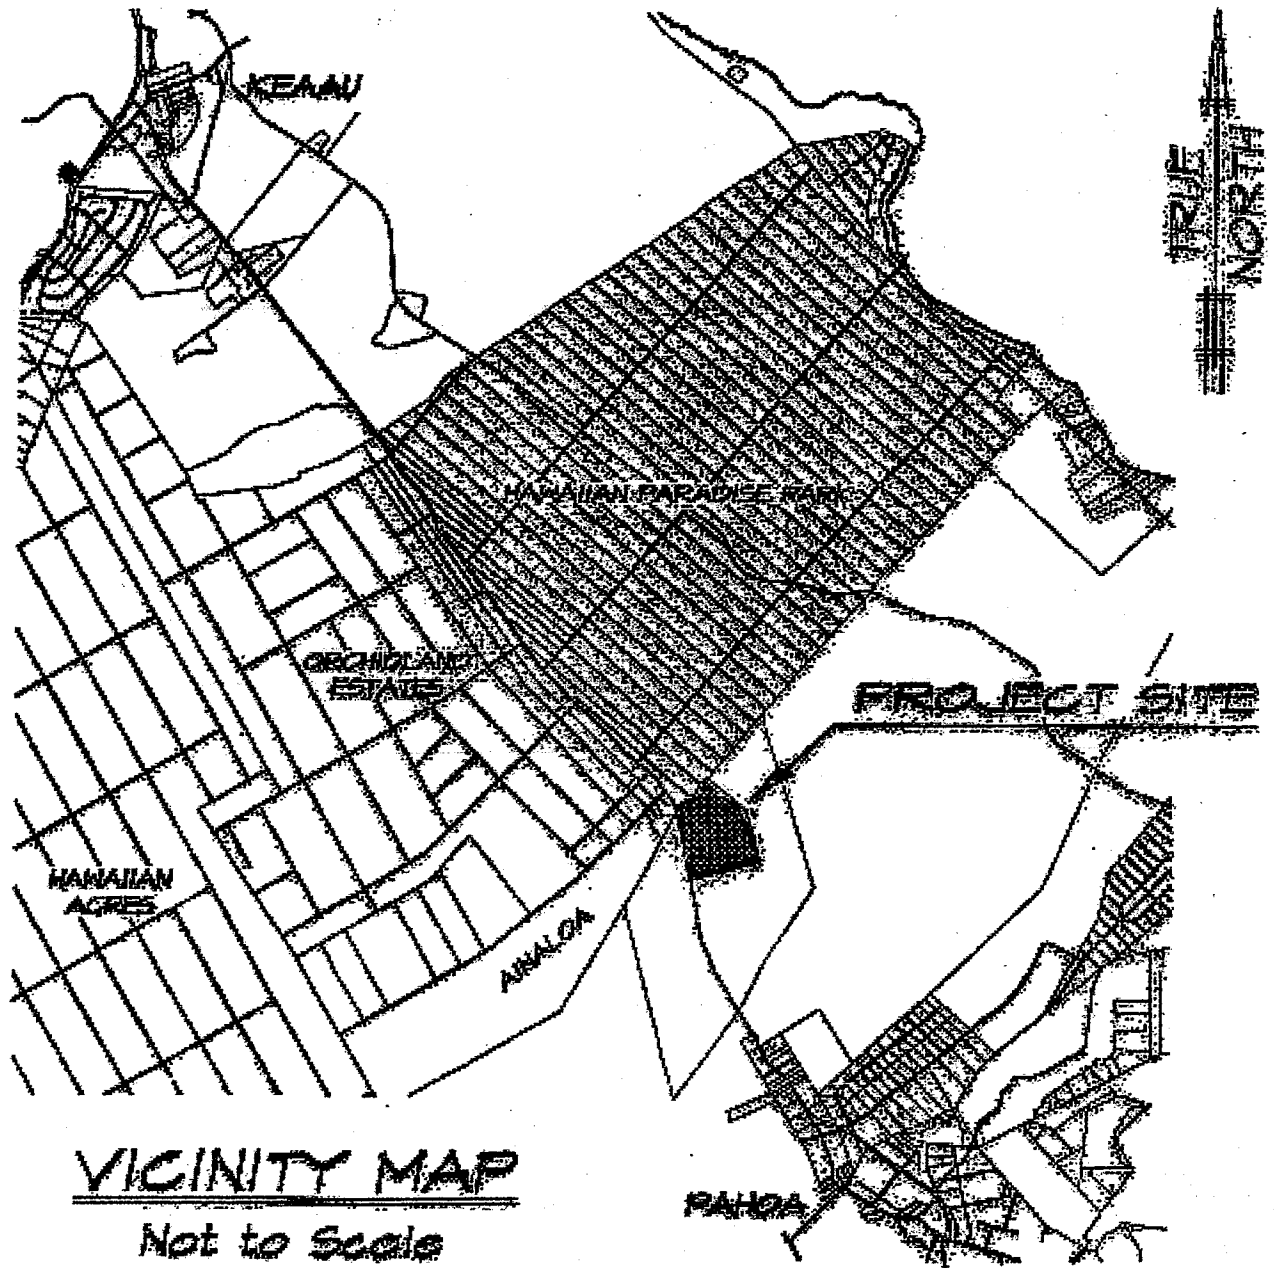 KEAAU
TRUE
NORTH
HAWAIIAN PARADISE PARK
ORCHIDLAND
ESTATES
PROJECT SITE
HAWAIIAN
ACRES
AINALOA
VICINITY MAP
PAHOA
Not to Scale